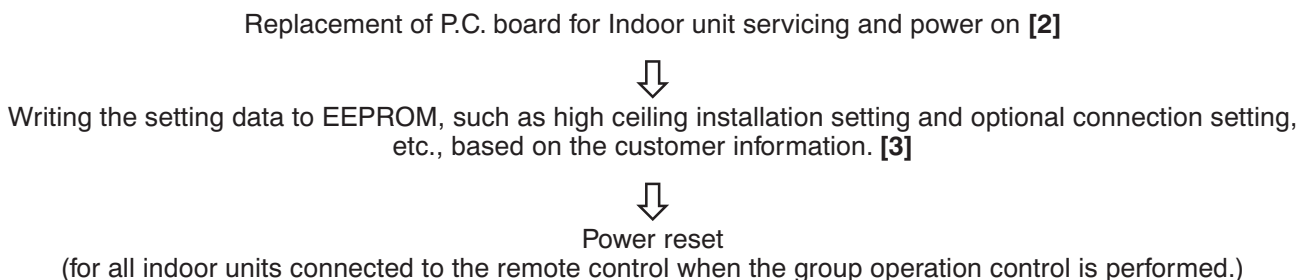 Replacement of P.C. board for Indoor unit servicing and power on [2]
Writing the setting data to EEPROM, such as high ceiling installation setting and optional connection setting,
etc., based on the customer information. [3]
Power reset
(for all indoor units connected to the remote control when the group operation control is performed.)